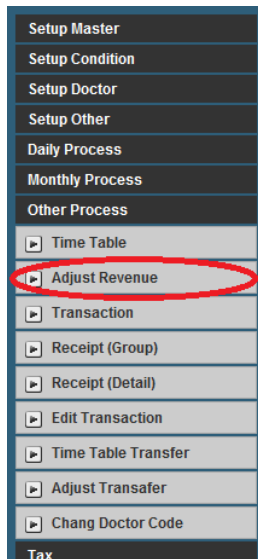 Setup Master
Setup Condition
Setup Doctor
Setup Other
Daily Process
Monthly Process
Other Process
Time Table
Adjust Revenue
Transaction
Receipt (Group)
Receipt (Detail)
Edit Transaction
Time Table Transfer
Adjust Transafer
Chang Doctor Code
Tax